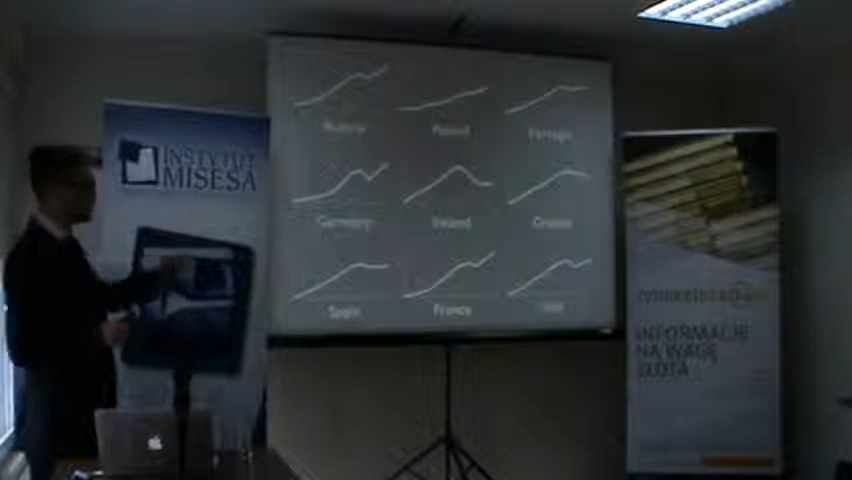 INSTYTUT
MISESA
Austria
Poland
Portugal
Germany
Ireland
Greece
Spain
France
INFORMACJE
NA WAGĘ
ZŁOTA